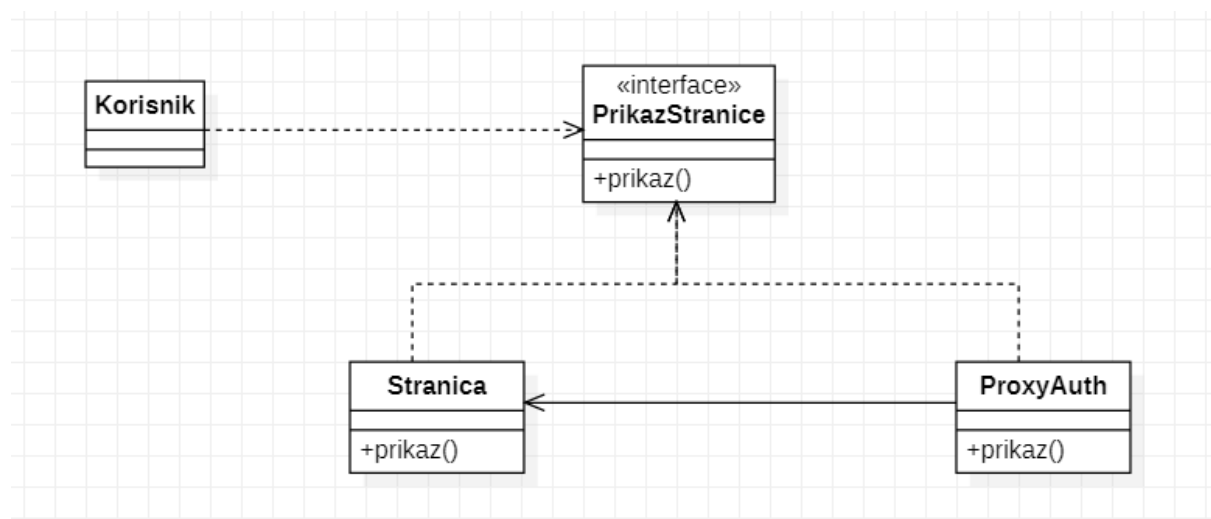 Korisnik
«interface»
PrikazStranice
+prikaz()
Stranica
+prikaz()
ProxyAuth
+prikaz()